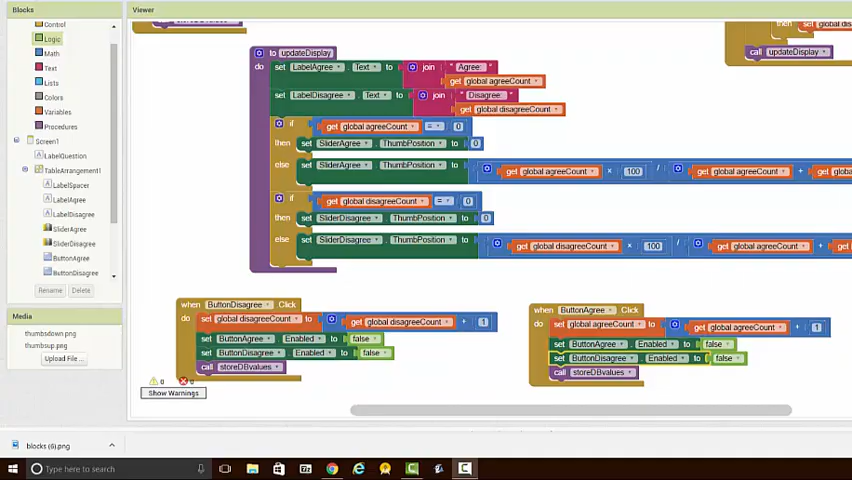 Blocks
Viewer
Control
Logic
Math
Text
Lists
Colors
Variables
Procedures
Screen1
LabelQuestion
TableArrangement1
LabelSpacer
LabelAgree
LabelDisagree
SliderAgree
SliderDisagree
ButtonAgree
ButtonDisagree
Rename Delete
Media
thumbsdown.png
thumbsup.png
Upload File ...
to updateDisplay
do set LabelAgree . Text to join " Agree: "
get global agreeCount
set LabelDisagree . Text to join " Disagree: "
get global disagreeCount
if get global agreeCount = 0
then set SliderAgree . ThumbPosition to 0
else set SliderAgree . ThumbPosition to get global agreeCount × 100 / get global agreeCount + get global
if get global disagreeCount = 0
then set SliderDisagree . ThumbPosition to 0
else set SliderDisagree . ThumbPosition to get global disagreeCount × 100 / get global agreeCount +
then set global
call updateDisplay
when ButtonDisagree . Click
do set global disagreeCount to get global disagreeCount + 1
set ButtonAgree . Enabled to false
set ButtonDisagree . Enabled to false
call storeDBvalues
when ButtonAgree . Click
do set global agreeCount to get global agreeCount + 1
set ButtonAgree . Enabled to false
set ButtonDisagree . Enabled to false
call storeDBvalues
0 0
Show Warnings
blocks (6).png
Type here to search